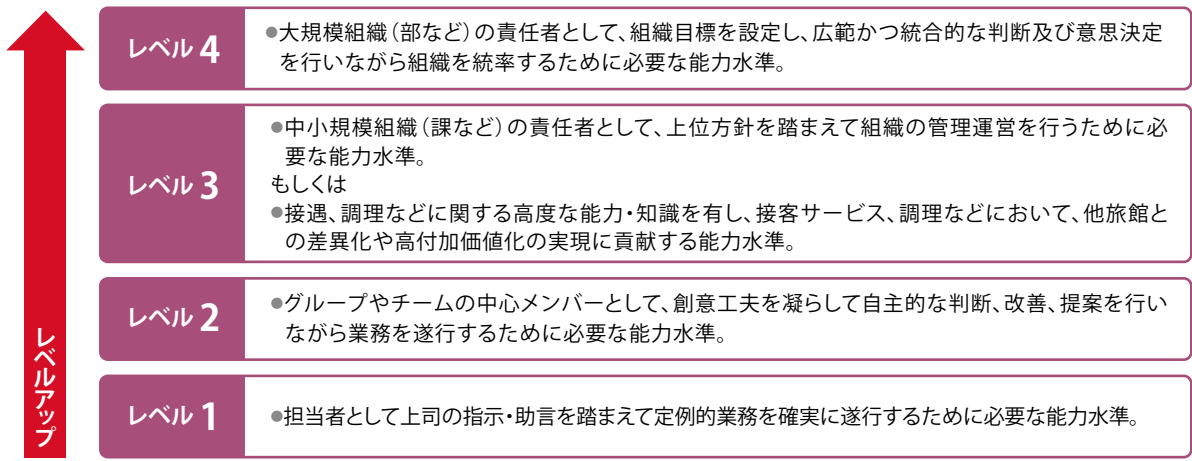 レベル 4
●大規模組織（部など）の責任者として、組織目標を設定し、広範かつ統合的な判断及び意思決定
を行いながら組織を統率するために必要な能力水準。
レベル 3
●中小規模組織（課など）の責任者として、上位方針を踏まえて組織の管理運営を行うために必
要な能力水準。
もしくは
●接遇、調理などに関する高度な能力・知識を有し、接客サービス、調理などにおいて、他旅館と
の差異化や高付加価値化の実現に貢献する能力水準。
レベル 2
●グループやチームの中心メンバーとして、創意工夫を凝らして自主的な判断、改善、提案を行い
ながら業務を遂行するために必要な能力水準。
レベル 1
●担当者として上司の指示・助言を踏まえて定例的業務を確実に遂行するために必要な能力水準。
レベルアップ